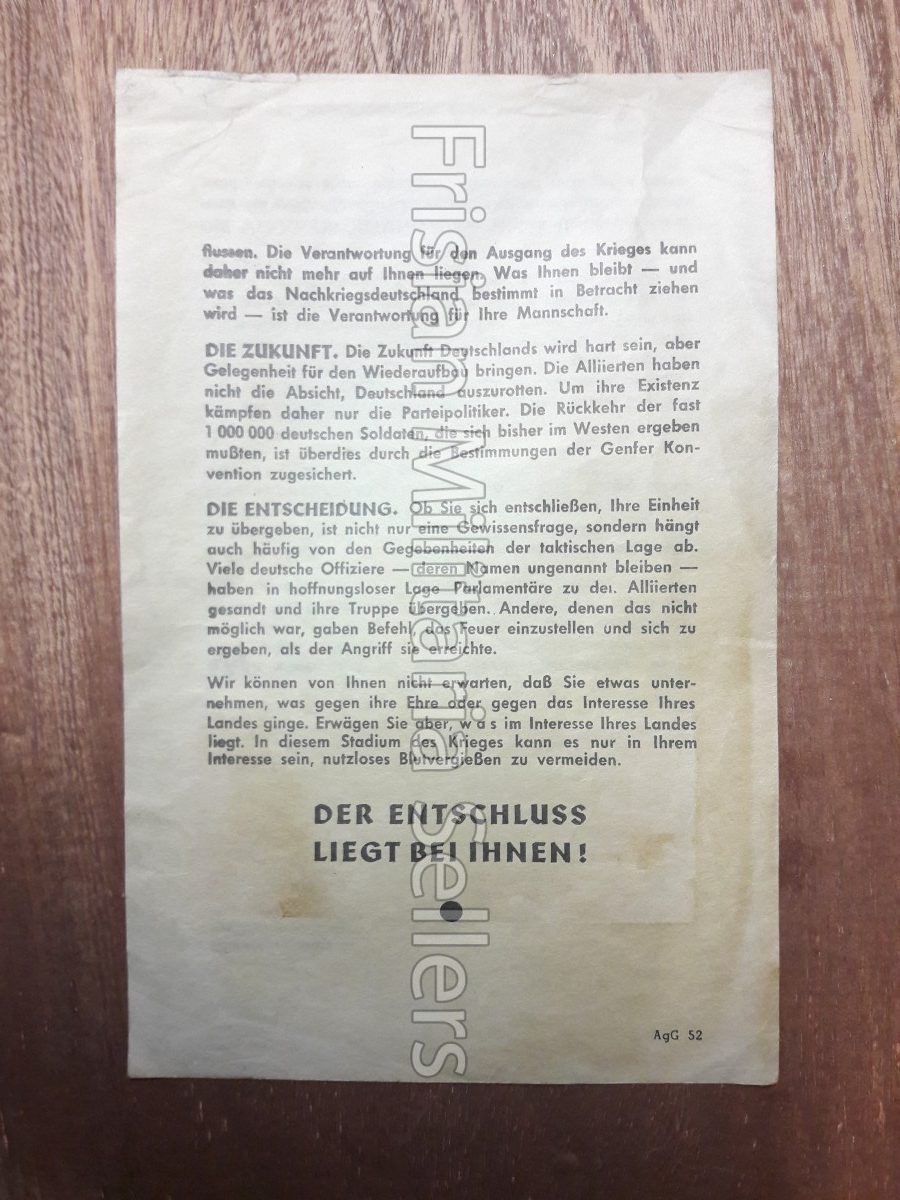 flussen. Die Verantwortung für den Ausgang des Krieges kann
daher nicht mehr auf Ihnen liegen. Was Ihnen bleibt — und
was das Nachkriegsdeutschland bestimmt in Betracht ziehen
wird — ist die Verantwortung für Ihre Mannschaft.
DIE ZUKUNFT. Die Zukunft Deutschlands wird hart sein, aber
Gelegenheit für den Wiederaufbau bringen. Die Alliierten haben
nicht die Absicht, Deutschland auszurotten. Um ihre Existenz
kämpfen daher nur die Parteipolitiker. Die Rückkehr der fast
1 000 000 deutschen Soldaten, die sich bisher im Westen ergeben
mußten, ist überdies durch die Bestimmungen der Genfer Kon-
vention zugesichert.
DIE ENTSCHEIDUNG. Ob Sie sich entschließen, Ihre Einheit
zu übergeben, ist nicht nur eine Gewissensfrage, sondern hängt
auch häufig von den Gegebenheiten der taktischen Lage ab.
Viele deutsche Offiziere — deren Namen ungenannt bleiben —
haben in hoffnungsloser Lage Parlamentäre zu den Alliierten
gesandt und ihre Truppe übergeben. Andere, denen das nicht
möglich war, gaben Befehl, das Feuer einzustellen und sich zu
ergeben, als der Angriff sie erreichte.
Wir können von Ihnen nicht erwarten, daß Sie etwas unter-
nehmen, was gegen ihre Ehre oder gegen das Interesse Ihres
Landes ginge. Erwägen Sie aber, was im Interesse Ihres Landes
liegt. In diesem Stadium des Krieges kann es nur in Ihrem
Interesse sein, nutzloses Blutvergießen zu vermeiden.
DER ENTSCHLUSS
LIEGT BEI IHNEN!
AgG 52
Frisian Militaria Sellers